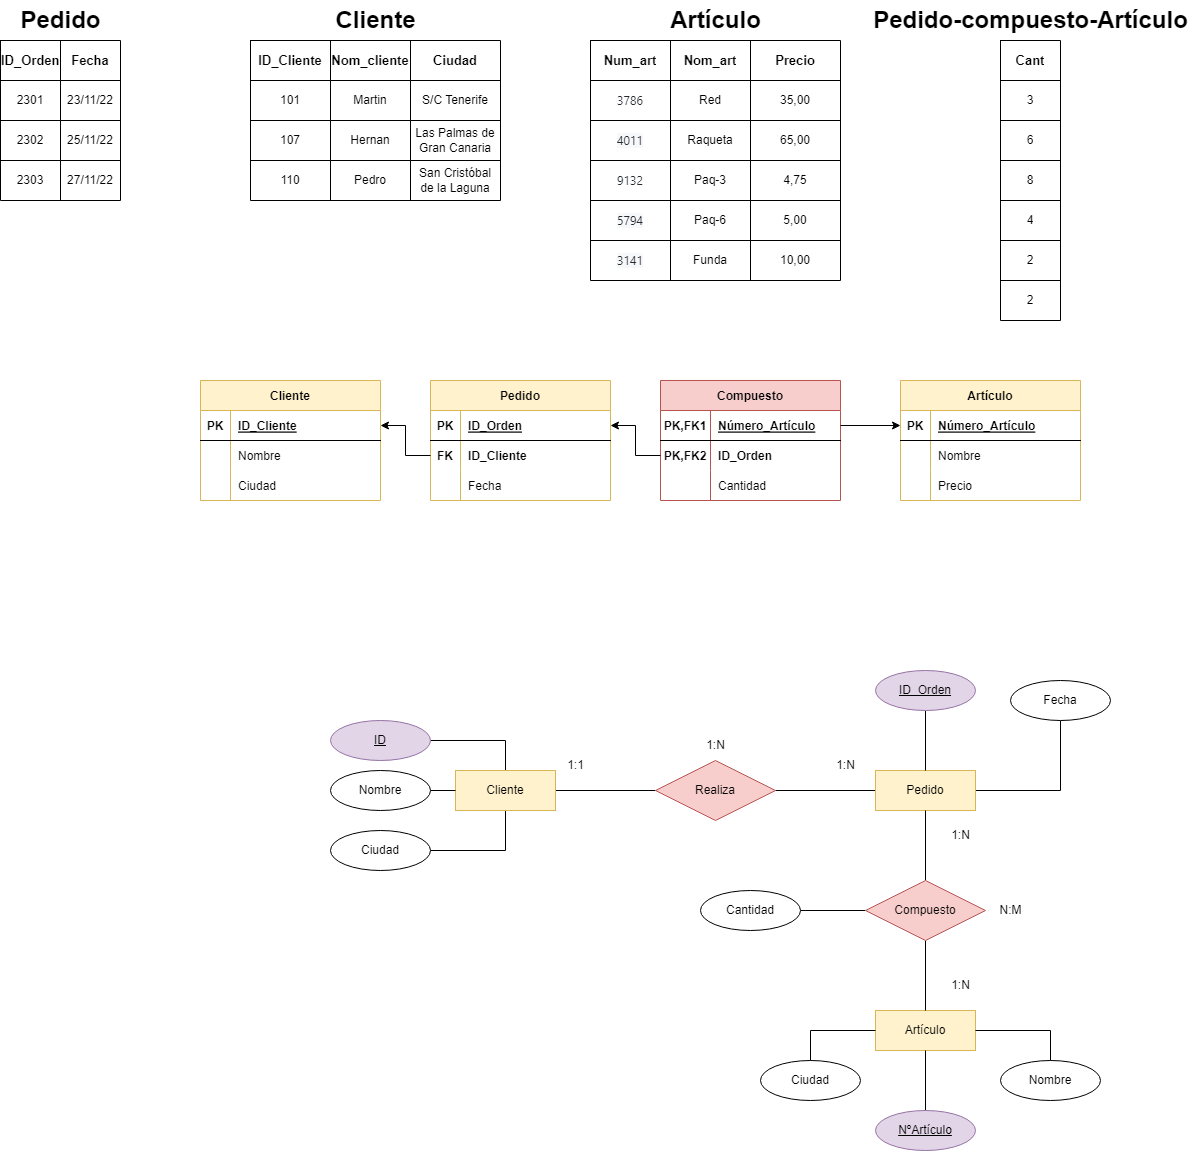 Pedido
ID_Orden Fecha
2301 23/11/22
2302 25/11/22
2303 27/11/22
Cliente
ID_Cliente Nom_cliente Ciudad
101 Martin S/C Tenerife
107 Hernan Las Palmas de
Gran Canaria
110 Pedro San Cristóbal
de la Laguna
Artículo
Num_art Nom_art Precio
3786 Red 35,00
4011 Raqueta 65,00
9132 Paq-3 4,75
5794 Paq-6 5,00
3141 Funda 10,00
Pedido-compuesto-Artículo
Cant
3
6
8
4
2
2
Cliente
PK ID_Cliente
Nombre
Ciudad
Pedido
PK ID_Orden
FK ID_Cliente
Fecha
Compuesto
PK,FK1 Número_Artículo
PK,FK2 ID_Orden
Cantidad
Artículo
PK Número_Artículo
Nombre
Precio
ID_Orden
Fecha
ID
1:N
1:1
1:N
Nombre
Cliente
Realiza
Pedido
Ciudad
1:N
Cantidad
Compuesto
N:M
1:N
Artículo
Ciudad
Nombre
NºArtículo